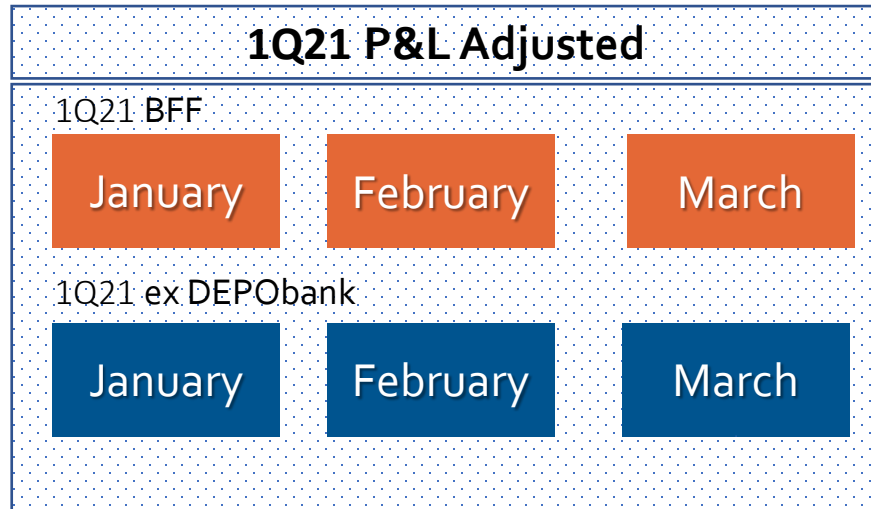 1Q21 P&L Adjusted
1Q21 BFF
January February March
1Q21 ex DEPObank
January February March